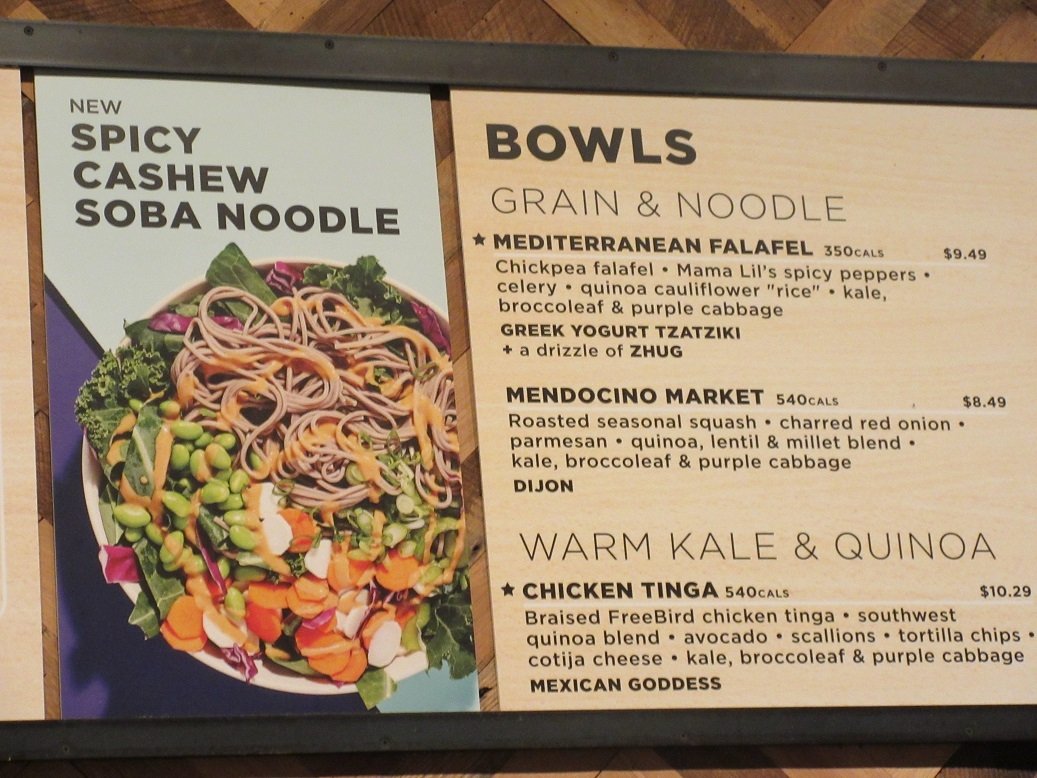 NEW
SPICY
CASHEW
SOBA NOODLE
BOWLS
GRAIN & NOODLE
★ MEDITERRANEAN FALAFEL 350CALS $9.49
Chickpea falafel • Mama Lil's spicy peppers •
celery • quinoa cauliflower "rice" • kale,
broccoleaf & purple cabbage
GREEK YOGURT TZATZIKI
+ a drizzle of ZHUG
MENDOCINO MARKET 540CALS $8.49
Roasted seasonal squash • charred red onion •
parmesan • quinoa, lentil & millet blend •
kale, broccoleaf & purple cabbage
DIJON
WARM KALE & QUINOA
★ CHICKEN TINGA 540CALS $10.29
Braised FreeBird chicken tinga • southwest
quinoa blend • avocado • scallions • tortilla chips •
cotija cheese • kale, broccoleaf & purple cabbage
MEXICAN GODDESS